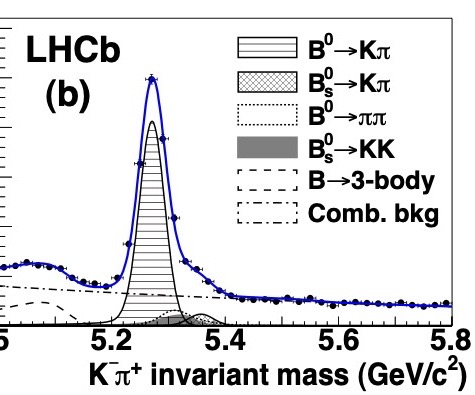 LHCb
(b)
B⁰→Kπ
B⁰ₛ→Kπ
B⁰→ππ
B⁰ₛ→KK
B→3-body
Comb. bkg
5 5.2 5.4 5.6 5.8
K⁻π⁺ invariant mass (GeV/c²)